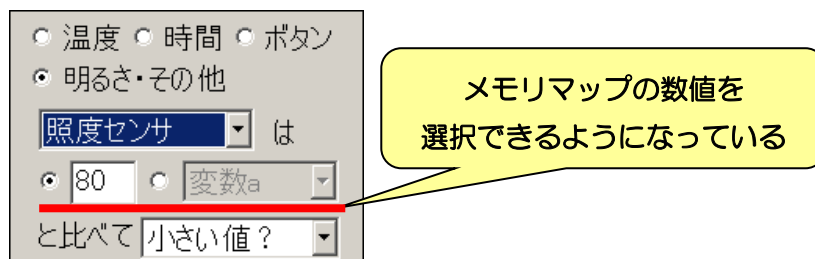 温度 時間 ボタン
明るさ・その他
照度センサ は
80 変数a
と比べて 小さい値？
メモリマップの数値を
選択できるようになっている